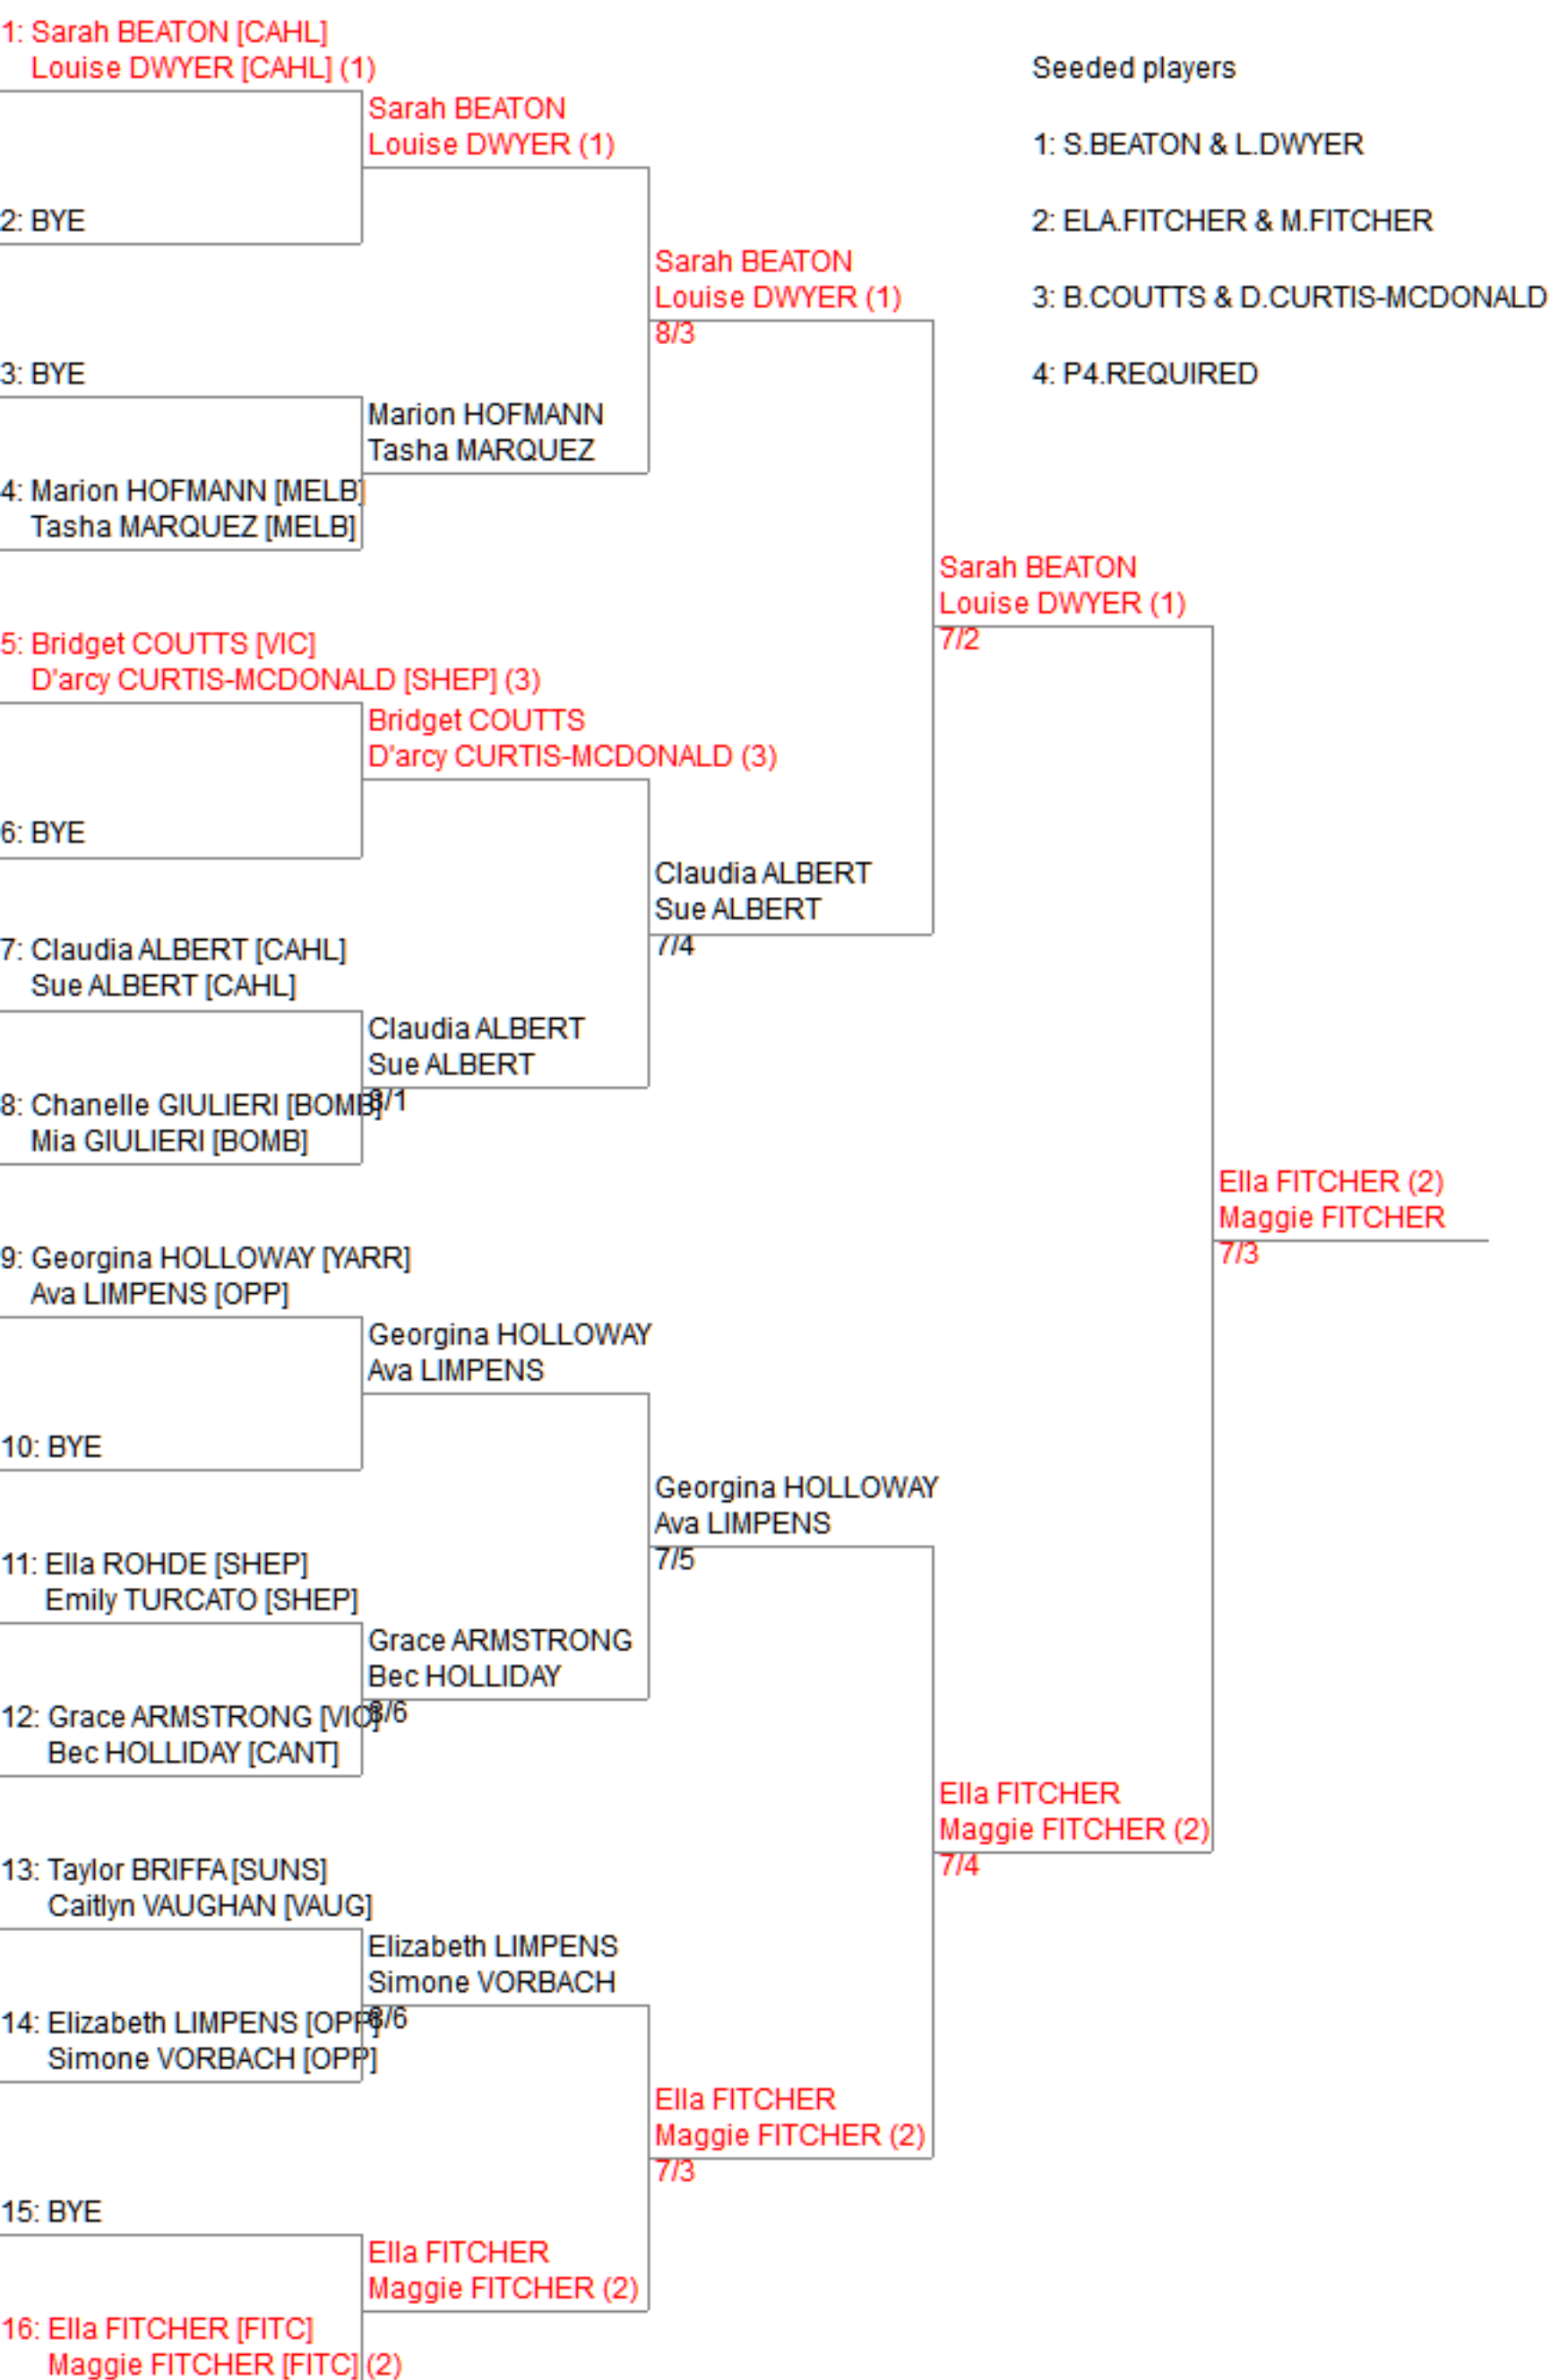 1: Sarah BEATON [CAHL]
Louise DWYER [CAHL] (1)
2: BYE
3: BYE
4: Marion HOFMANN [MELB]
Tasha MARQUEZ [MELB]
5: Bridget COUTTS [VIC]
D'arcy CURTIS-MCDONALD [SHEP] (3)
6: BYE
7: Claudia ALBERT [CAHL]
Sue ALBERT [CAHL]
8: Chanelle GIULIERI [BOMB]
Mia GIULIERI [BOMB]
9: Georgina HOLLOWAY [YARR]
Ava LIMPENS [OPP]
10: BYE
11: Ella ROHDE [SHEP]
Emily TURCATO [SHEP]
12: Grace ARMSTRONG [VIC]
Bec HOLLIDAY [CANT]
13: Taylor BRIFFA [SUNS]
Caitlyn VAUGHAN [VAUG]
14: Elizabeth LIMPENS [OPP]
Simone VORBACH [OPP]
15: BYE
16: Ella FITCHER [FITC]
Maggie FITCHER [FITC] (2)
Sarah BEATON
Louise DWYER (1)
Marion HOFMANN
Tasha MARQUEZ
Bridget COUTTS
D'arcy CURTIS-MCDONALD (3)
Claudia ALBERT
Sue ALBERT
8/1
Georgina HOLLOWAY
Ava LIMPENS
Grace ARMSTRONG
Bec HOLLIDAY
8/6
Elizabeth LIMPENS
Simone VORBACH
8/6
Ella FITCHER
Maggie FITCHER (2)
Sarah BEATON
Louise DWYER (1)
8/3
Claudia ALBERT
Sue ALBERT
7/4
Georgina HOLLOWAY
Ava LIMPENS
7/5
Ella FITCHER
Maggie FITCHER (2)
7/3
Sarah BEATON
Louise DWYER (1)
7/2
Ella FITCHER
Maggie FITCHER (2)
7/4
Ella FITCHER (2)
Maggie FITCHER
7/3
Seeded players
1: S.BEATON & L.DWYER
2: ELA.FITCHER & M.FITCHER
3: B.COUTTS & D.CURTIS-MCDONALD
4: P4.REQUIRED